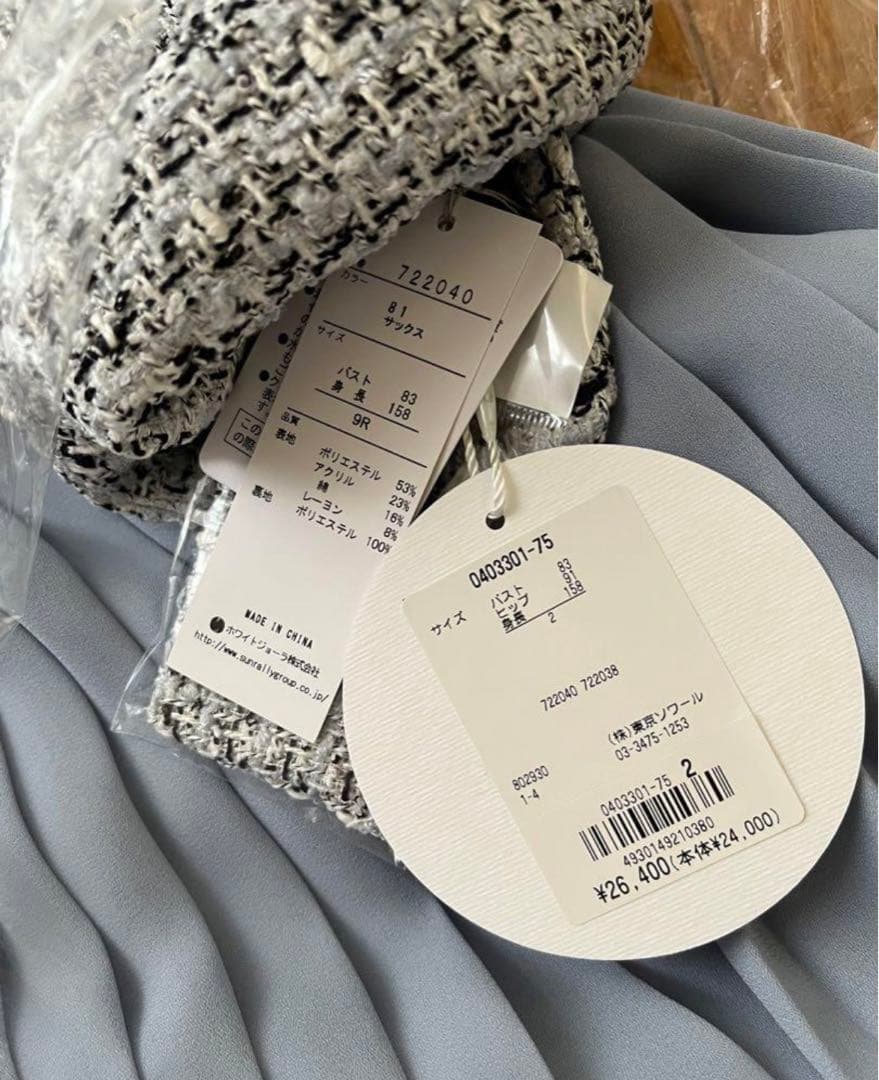 722040
カラー
81
サックス
サイズ
バスト 83
身長 158
9R
品質
表地
ポリエステル 53%
アクリル 23%
綿 16%
レーヨン 8%
裏地
ポリエステル 100%
MADE IN CHINA
ホワイトジョーラ株式会社
http://www.sunrallygroup.co.jp/
この
の際
0403301-75
サイズ
バスト 83
ヒップ 91
身長 158
2
722040 722038
(株)東京ソワール
03-3475-1253
802930
1-4
0403301-75 2
4930149210380
¥26,400(本体¥24,000)